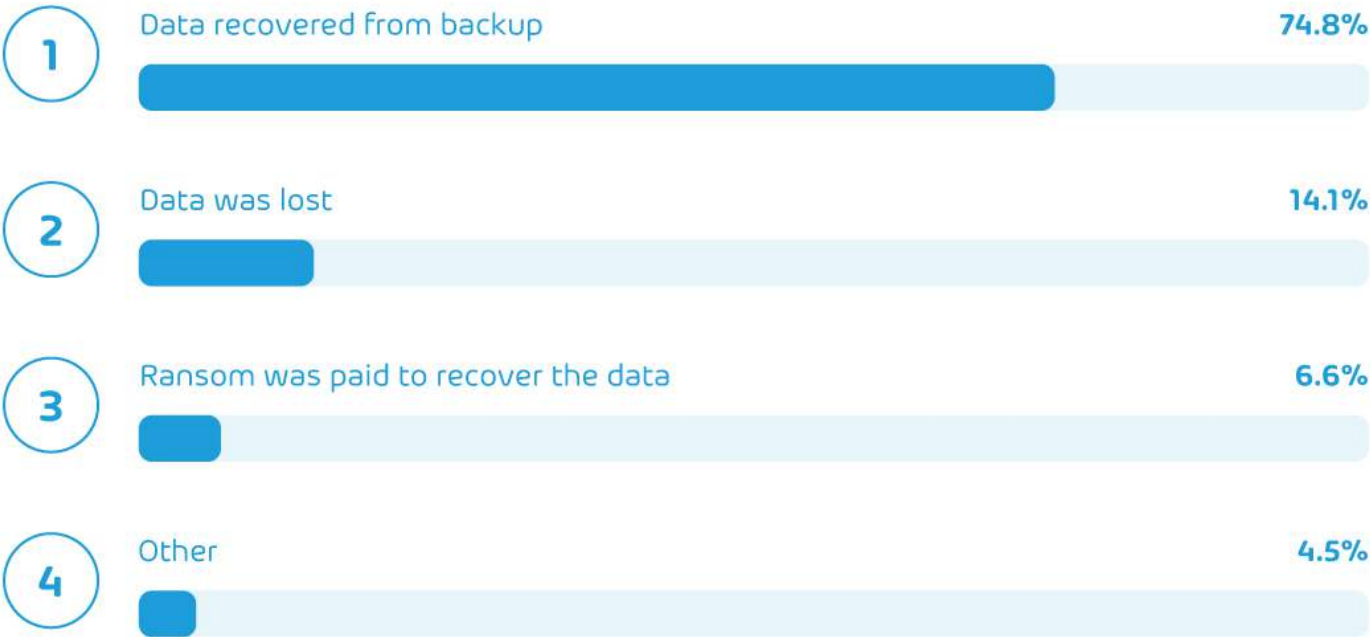 1
Data recovered from backup 74.8%
2
Data was lost 14.1%
3
Ransom was paid to recover the data 6.6%
4
Other 4.5%